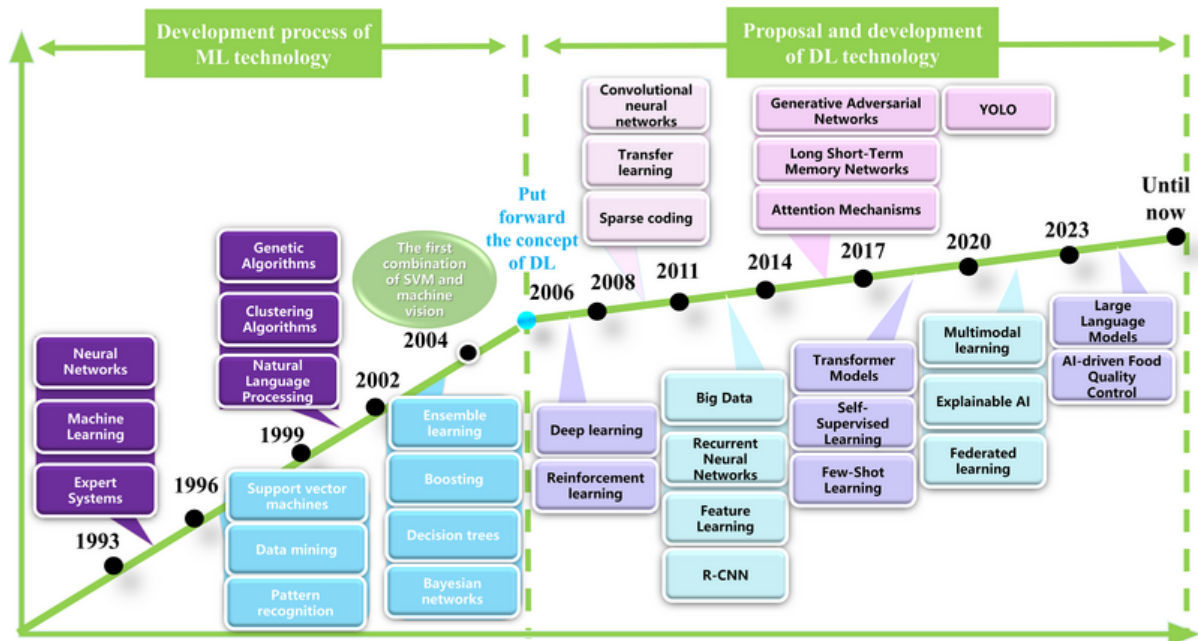 Development process of
ML technology
Proposal and development
of DL technology
Convolutional
neural
networks
Transfer
learning
Sparse coding
Generative Adversarial
Networks
YOLO
Long Short-Term
Memory Networks
Attention Mechanisms
Until
now
Put
forward
the concept
of DL
Genetic
Algorithms
Clustering
Algorithms
Natural
Language
Processing
The first
combination
of SVM and
machine
vision
Neural
Networks
Machine
Learning
Expert
Systems
1993
1996
1999
2002
2004
2006
2008
2011
2014
2017
2020
2023
Support vector
machines
Data mining
Pattern
recognition
Ensemble
learning
Boosting
Decision trees
Bayesian
networks
Deep learning
Reinforcement
learning
Big Data
Recurrent
Neural
Networks
Feature
Learning
R-CNN
Transformer
Models
Self-
Supervised
Learning
Few-Shot
Learning
Multimodal
learning
Explainable AI
Federated
learning
Large
Language
Models
AI-driven Food
Quality
Control